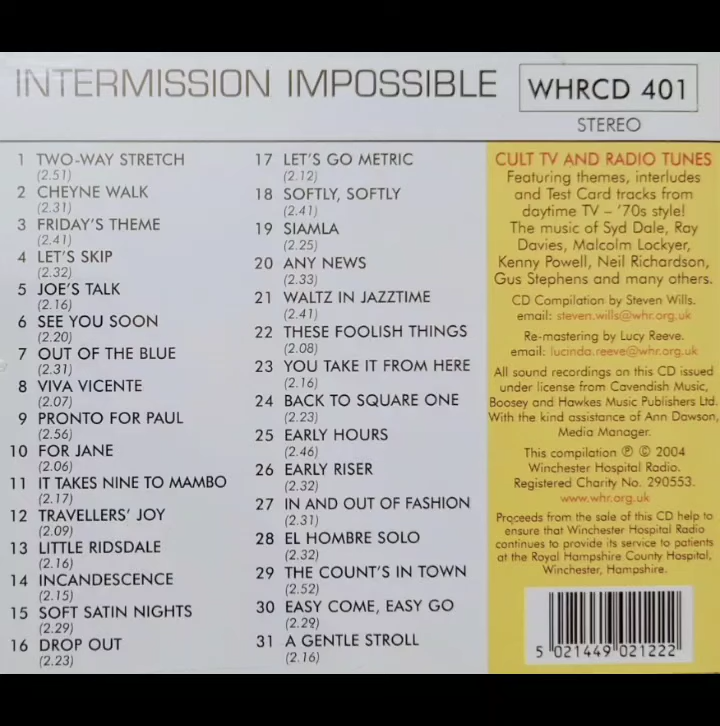 INTERMISSION IMPOSSIBLE
WHRCD 401
STEREO
1 TWO-WAY STRETCH
(2.51)
2 CHEYNE WALK
(2.31)
3 FRIDAY'S THEME
(2.41)
4 LET'S SKIP
(2.32)
5 JOE'S TALK
(2.16)
6 SEE YOU SOON
(2.20)
7 OUT OF THE BLUE
(2.31)
8 VIVA VICENTE
(2.07)
9 PRONTO FOR PAUL
(2.56)
10 FOR JANE
(2.06)
11 IT TAKES NINE TO MAMBO
(2.17)
12 TRAVELLERS' JOY
(2.09)
13 LITTLE RIDSDALE
(2.16)
14 INCANDESCENCE
(2.15)
15 SOFT SATIN NIGHTS
(2.29)
16 DROP OUT
(2.23)
17 LET'S GO METRIC
(2.12)
18 SOFTLY, SOFTLY
(2.41)
19 SIAMLA
(2.25)
20 ANY NEWS
(2.33)
21 WALTZ IN JAZZTIME
(2.41)
22 THESE FOOLISH THINGS
(2.08)
23 YOU TAKE IT FROM HERE
(2.16)
24 BACK TO SQUARE ONE
(2.23)
25 EARLY HOURS
(2.46)
26 EARLY RISER
(2.32)
27 IN AND OUT OF FASHION
(2.31)
28 EL HOMBRE SOLO
(2.32)
29 THE COUNT'S IN TOWN
(2.52)
30 EASY COME, EASY GO
(2.29)
31 A GENTLE STROLL
(2.16)
CULT TV AND RADIO TUNES
Featuring themes, interludes
and Test Card tracks from
daytime TV – '70s style!
The music of Syd Dale, Ray
Davies, Malcolm Lockyer,
Kenny Powell, Neil Richardson,
Gus Stephens and many others.
CD Compilation by Steven Wills.
email: steven.wills@whr.org.uk
Re-mastering by Lucy Reeve.
email: lucinda.reeve@whr.org.uk
All sound recordings on this CD issued
under license from Cavendish Music,
Boosey and Hawkes Music Publishers Ltd.
With the kind assistance of Ann Dawson,
Media Manager.
This compilation ℗ © 2004
Winchester Hospital Radio.
Registered Charity No. 290553.
www.whr.org.uk
Proceeds from the sale of this CD help to
ensure that Winchester Hospital Radio
continues to provide its service to patients
at the Royal Hampshire County Hospital,
Winchester, Hampshire.
5 021449 021222